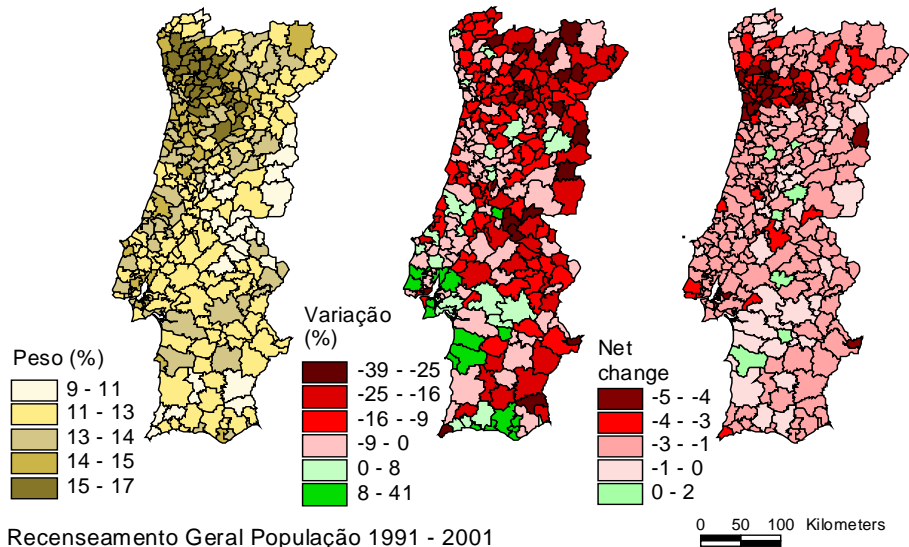 Peso (%)
9 - 11
11 - 13
13 - 14
14 - 15
15 - 17
Variação
(%)
-39 - -25
-25 - -16
-16 - -9
-9 - 0
0 - 8
8 - 41
Net
change
-5 - -4
-4 - -3
-3 - -1
-1 - 0
0 - 2
Recenseamento Geral População 1991 - 2001
0 50 100 Kilometers